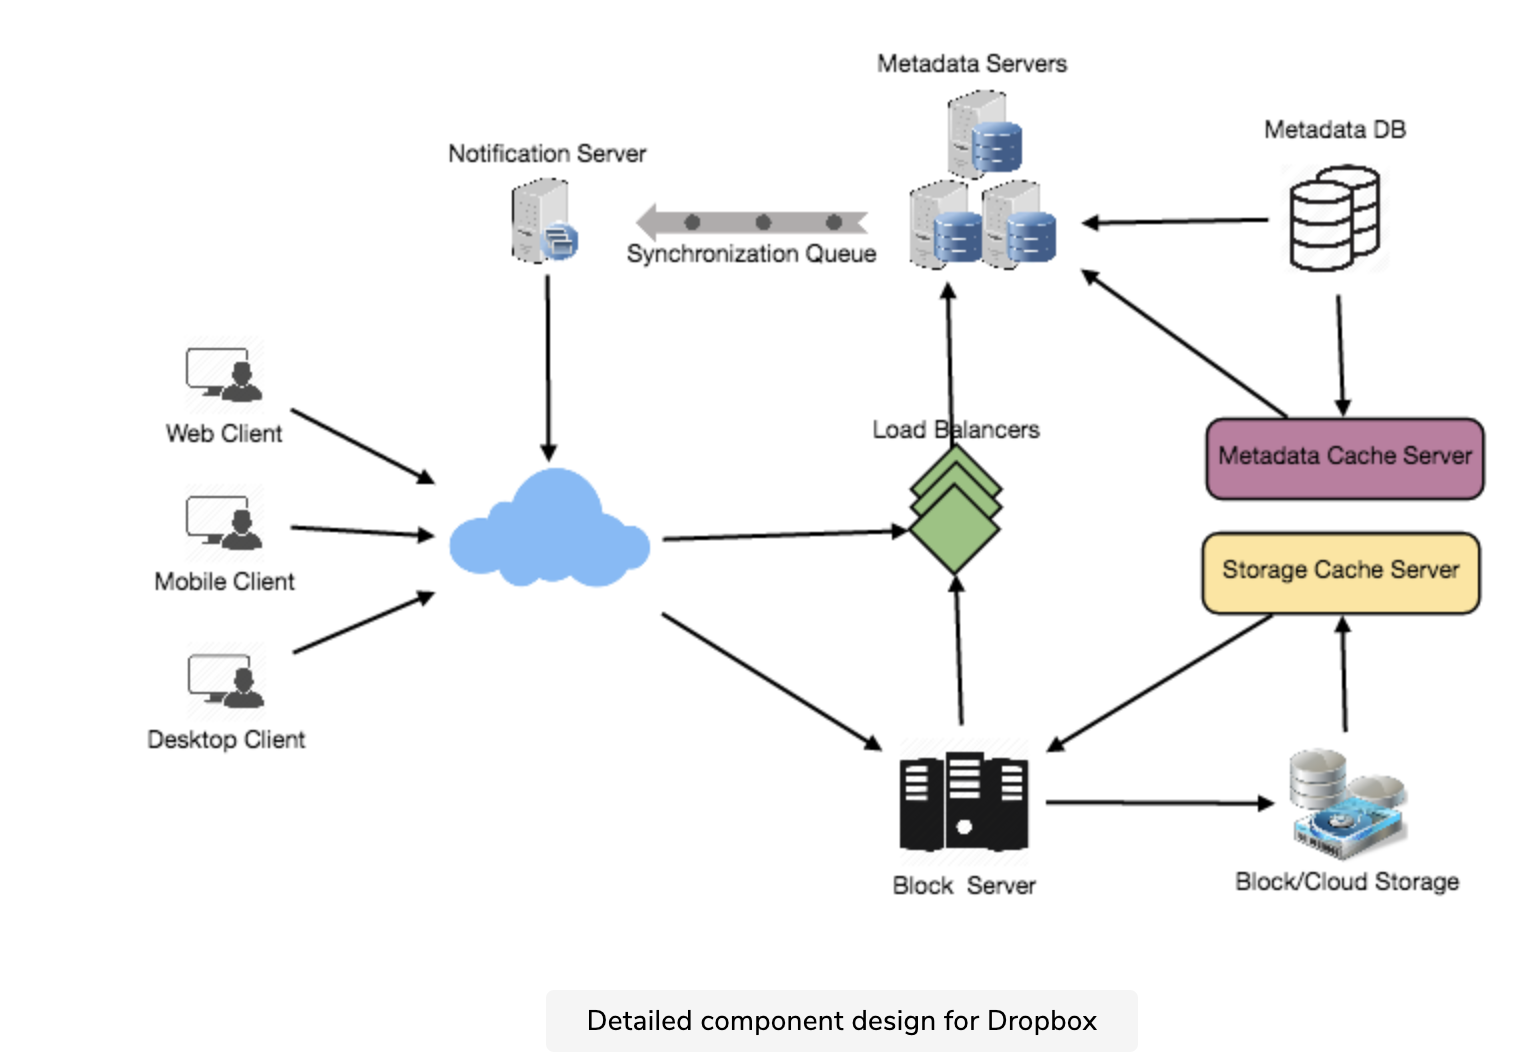 Metadata Servers
Metadata DB
Notification Server
Synchronization Queue
Web Client
Load Balancers
Metadata Cache Server
Mobile Client
Storage Cache Server
Desktop Client
Block  Server
Block/Cloud Storage
Detailed component design for Dropbox